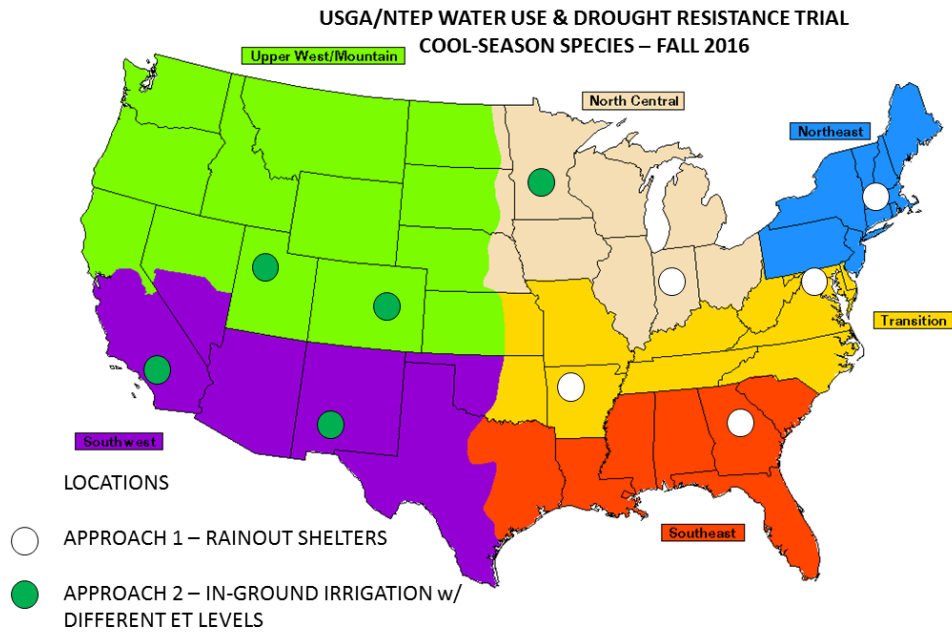 USGA/NTEP WATER USE & DROUGHT RESISTANCE TRIAL
COOL-SEASON SPECIES – FALL 2016
Upper West/Mountain
North Central
Northeast
Transition
Southwest
Southeast
LOCATIONS
APPROACH 1 – RAINOUT SHELTERS
APPROACH 2 – IN-GROUND IRRIGATION w/
DIFFERENT ET LEVELS